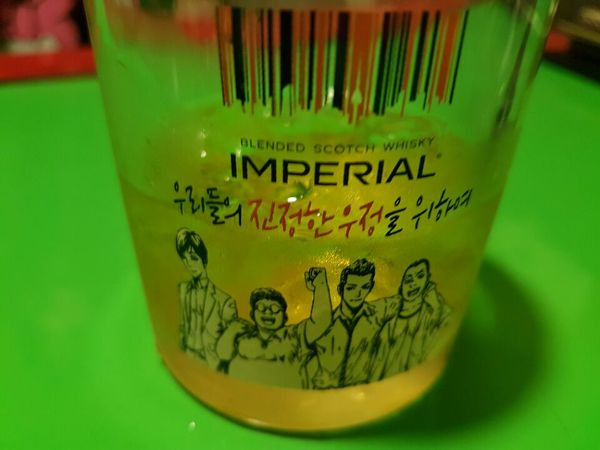 BLENDED SCOTCH WHISKY
IMPERIAL
우리들의 진정한 우정을 위하여